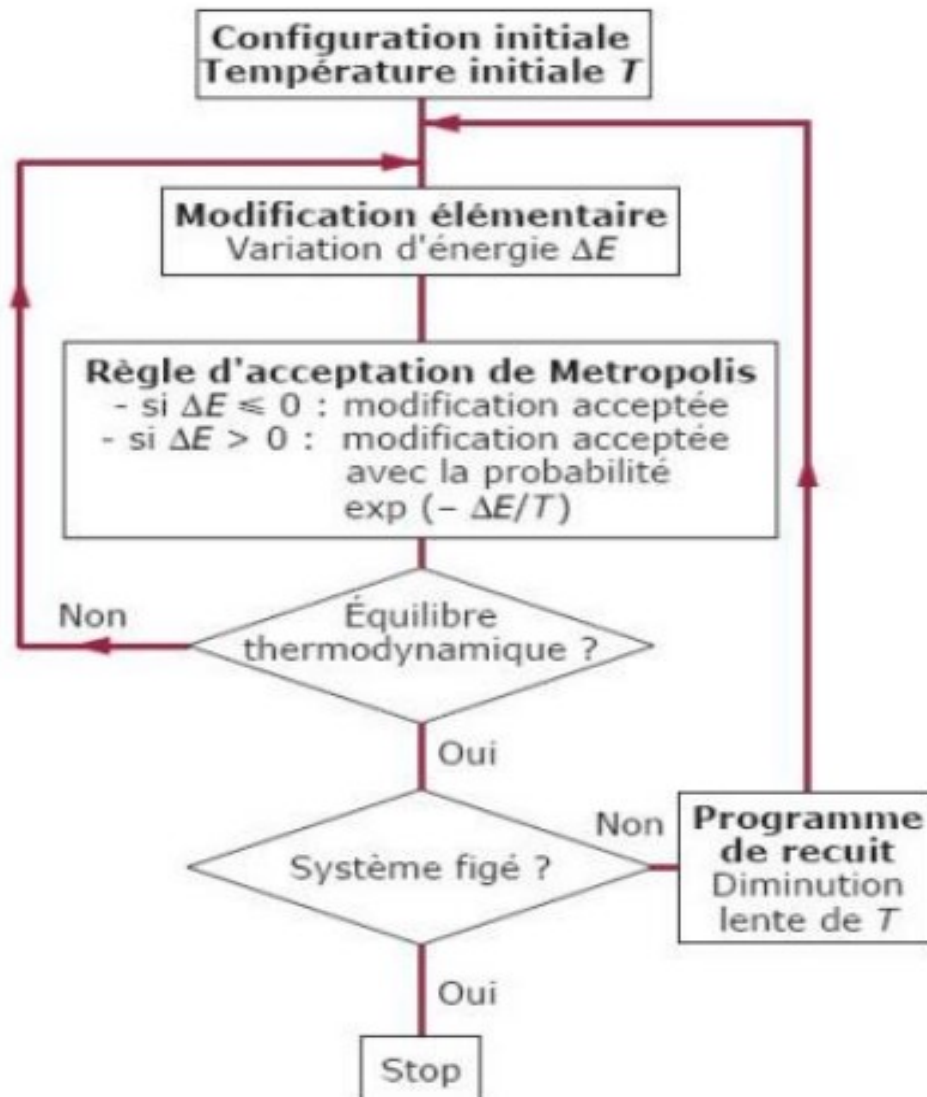 Configuration initiale
Température initiale T
Modification élémentaire
Variation d'énergie ΔE
Règle d'acceptation de Metropolis
- si ΔE ⩽ 0 : modification acceptée
- si ΔE > 0 : modification acceptée
avec la probabilité
exp (– ΔE/T)
Non
Équilibre
thermodynamique ?
Oui
Système figé ?
Non
Programme
de recuit
Diminution
lente de T
Oui
Stop